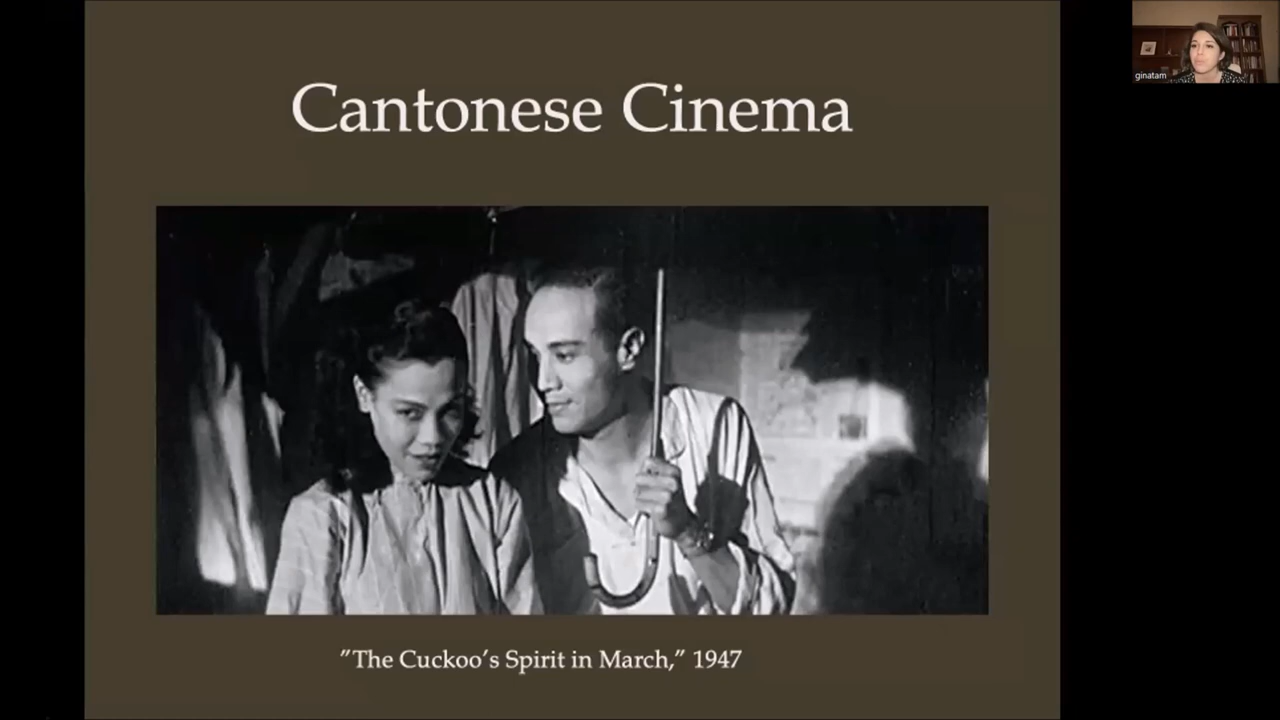 Cantonese Cinema
ginatam
”The Cuckoo’s Spirit in March,” 1947